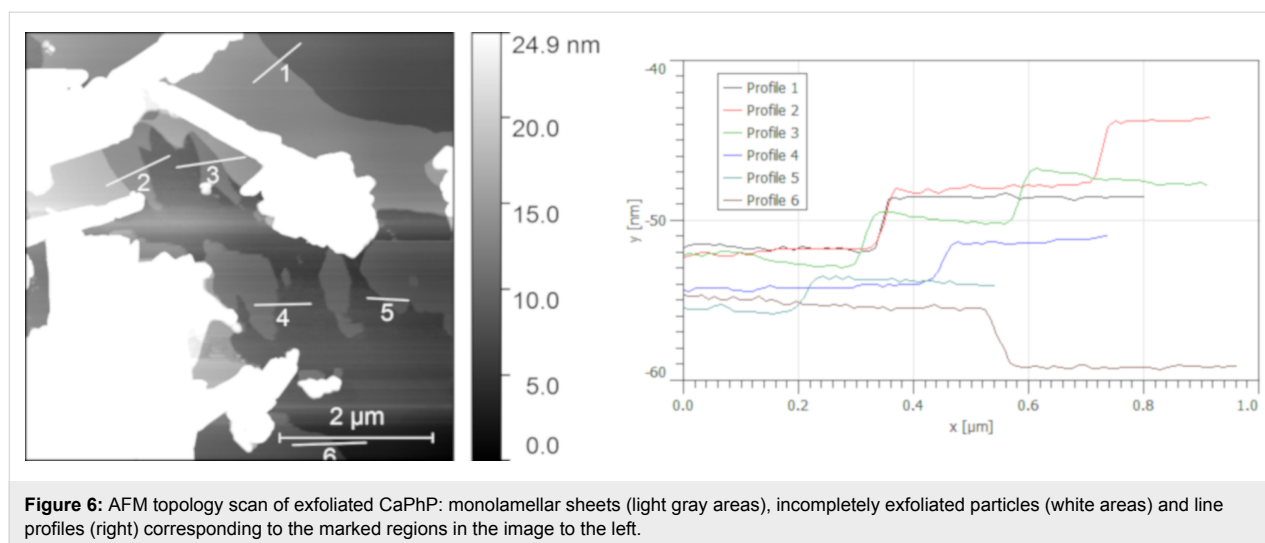 1
2
3
4
5
6
2 µm
24.9 nm
20.0
15.0
10.0
5.0
0.0
-40
-50
-60
y [nm]
Profile 1
Profile 2
Profile 3
Profile 4
Profile 5
Profile 6
0.0 0.2 0.4 0.6 0.8 1.0
x [µm]
Figure 6: AFM topology scan of exfoliated CaPhP: monolamellar sheets (light gray areas), incompletely exfoliated particles (white areas) and line
profiles (right) corresponding to the marked regions in the image to the left.